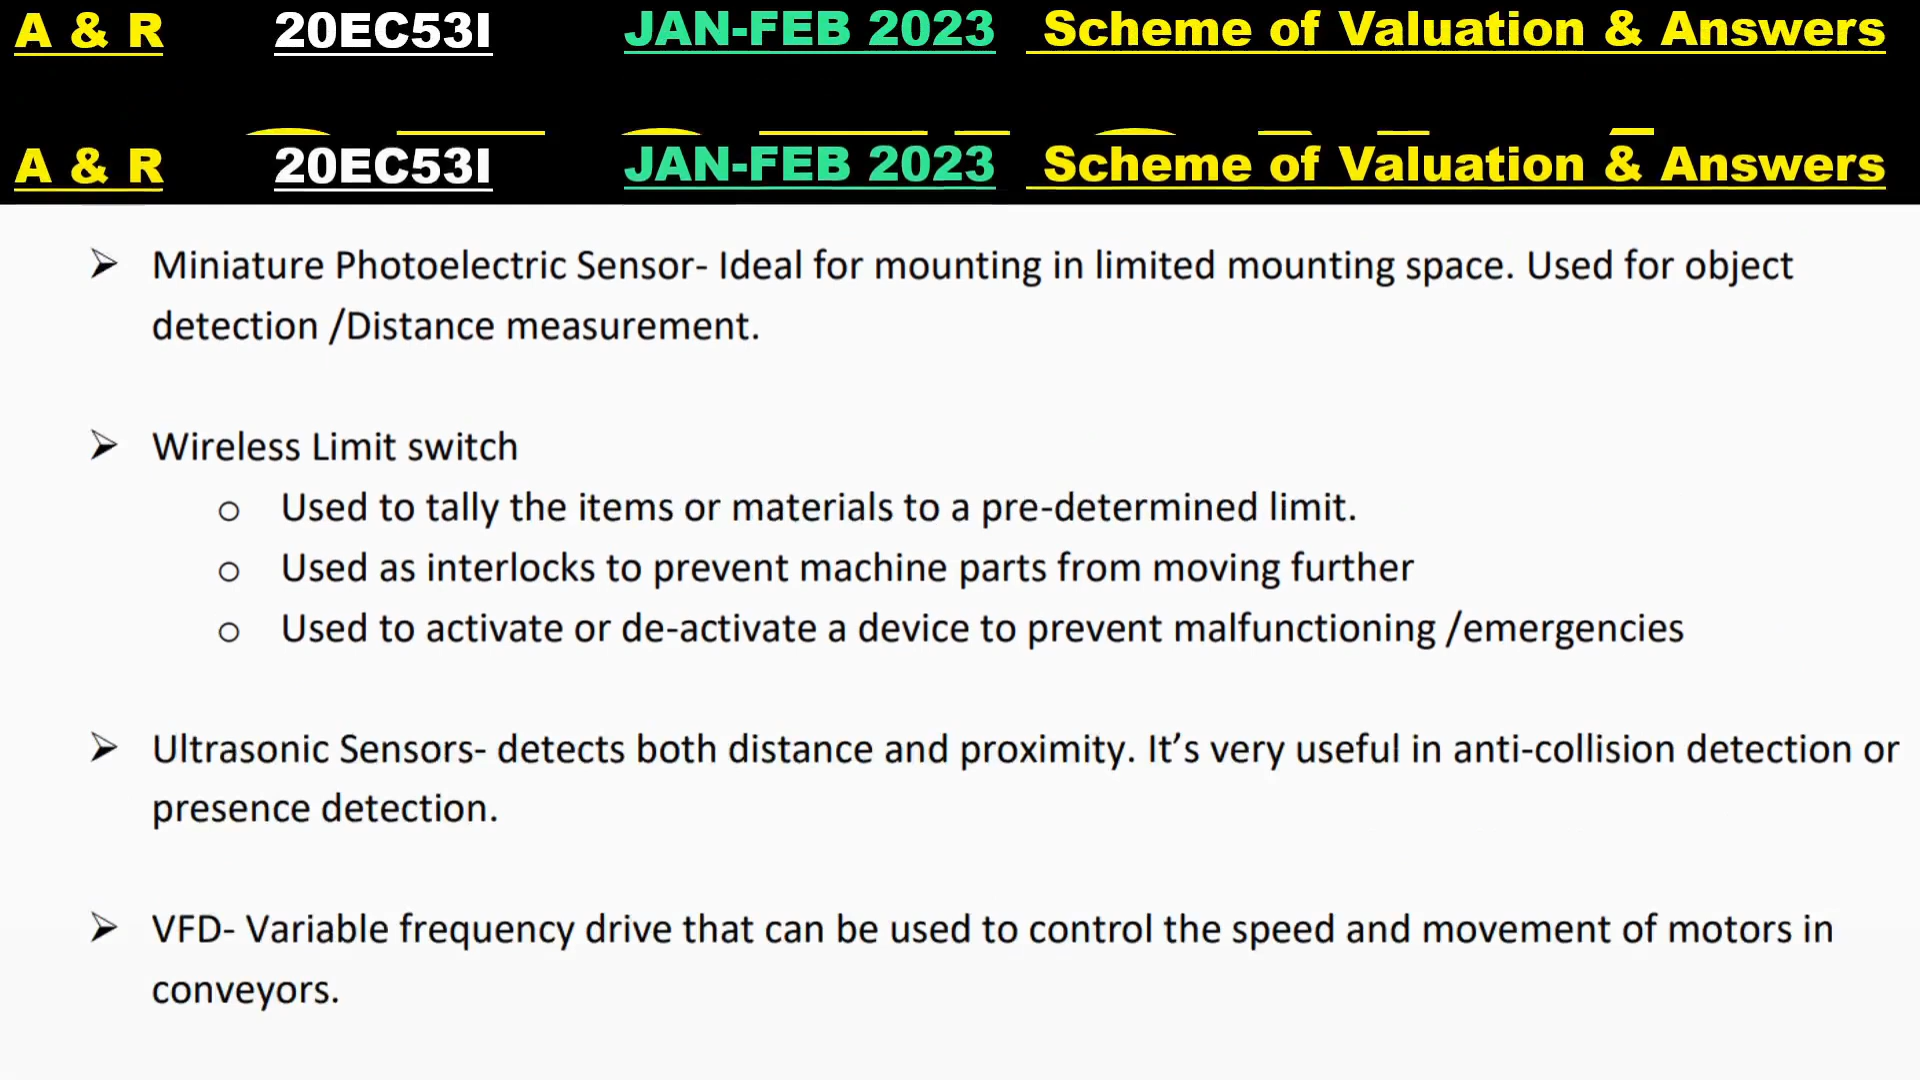 A & R 20EC53I JAN-FEB 2023 Scheme of Valuation & Answers
A & R 20EC53I JAN-FEB 2023 Scheme of Valuation & Answers
➢ Miniature Photoelectric Sensor- Ideal for mounting in limited mounting space. Used for object
detection /Distance measurement.
➢ Wireless Limit switch
o Used to tally the items or materials to a pre-determined limit.
o Used as interlocks to prevent machine parts from moving further
o Used to activate or de-activate a device to prevent malfunctioning /emergencies
➢ Ultrasonic Sensors- detects both distance and proximity. It’s very useful in anti-collision detection or
presence detection.
➢ VFD- Variable frequency drive that can be used to control the speed and movement of motors in
conveyors.